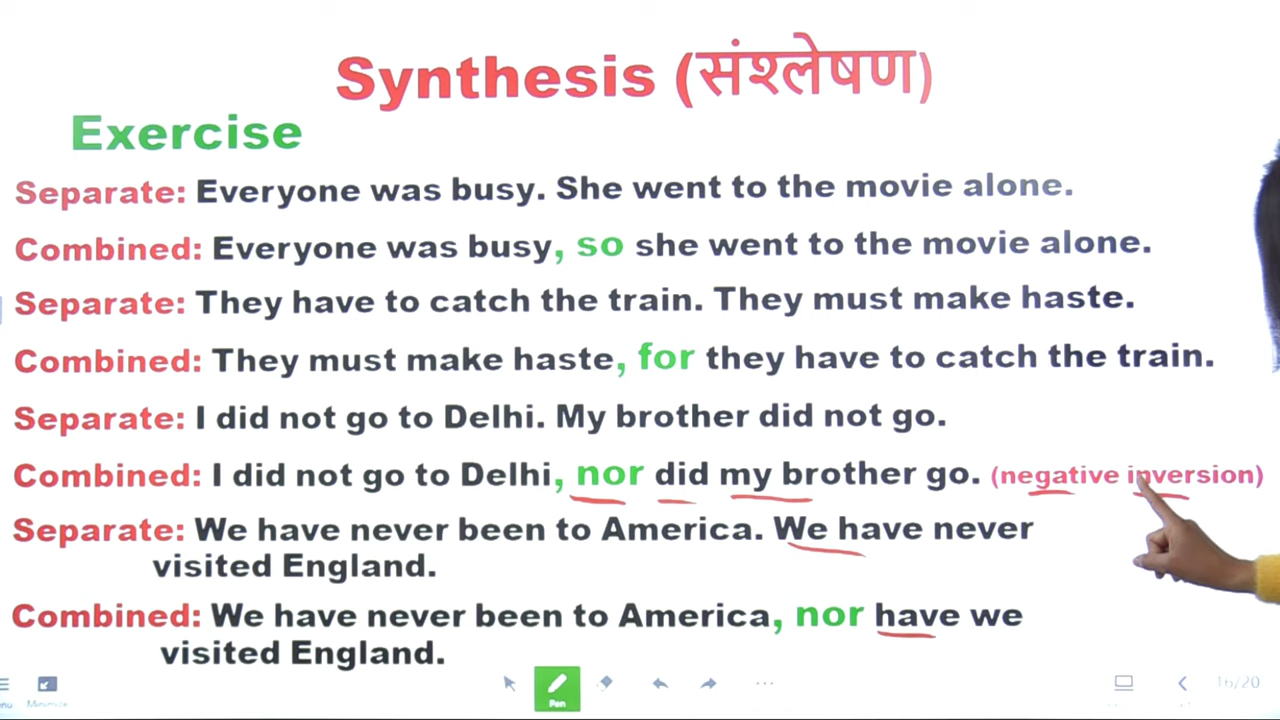 Synthesis (संश्लेषण)
Exercise
Separate: Everyone was busy. She went to the movie alone.
Combined: Everyone was busy, so she went to the movie alone.
Separate: They have to catch the train. They must make haste.
Combined: They must make haste, for they have to catch the train.
Separate: I did not go to Delhi. My brother did not go.
Combined: I did not go to Delhi, nor did my brother go. (negative inversion)
Separate: We have never been to America. We have never
visited England.
Combined: We have never been to America, nor have we
visited England.
Minimize Pen 16/20